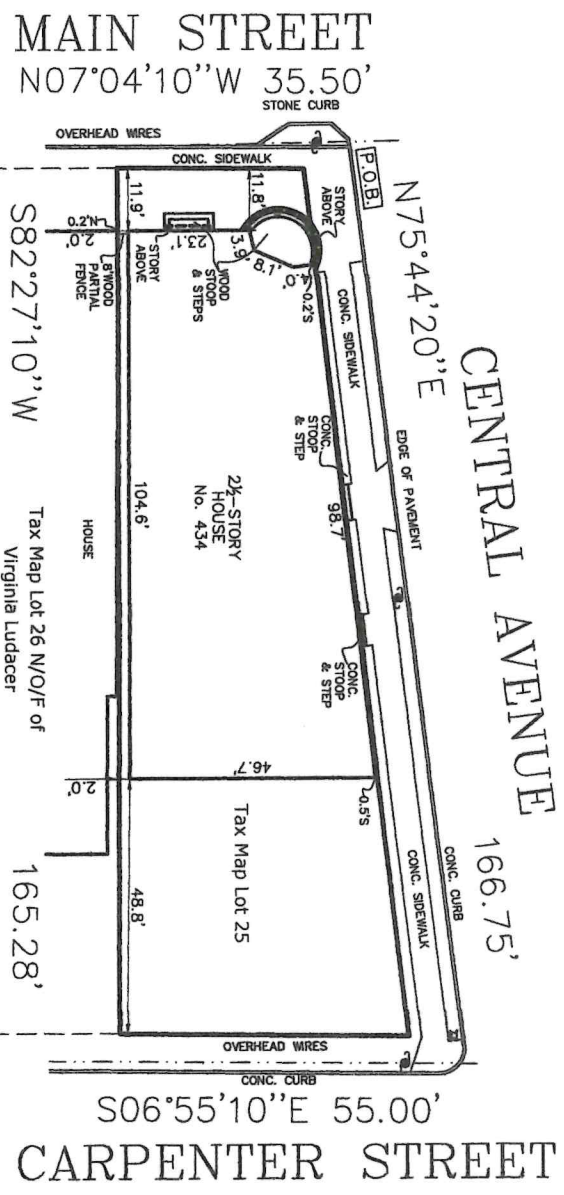 MAIN STREET
N07°04'10"W 35.50'
STONE CURB
OVERHEAD WIRES
CONC. SIDEWALK
P.O.B.
N75°44'20"E
166.75'
CENTRAL AVENUE
11.9'
11.8'
STORY
ABOVE
0.2'N
2.0'
STORY
ABOVE
23.1'
3.9'
8.1'
4.0'
0.2'S
8'WOOD
PARTIAL
FENCE
WOOD
STOOP
& STEPS
CONC. SIDEWALK
EDGE OF PAVEMENT
CONC.
STOOP
& STEP
98.7'
S82°27'10"W
165.28'
104.6'
2½-STORY
HOUSE
No. 434
HOUSE
Tax Map Lot 26 N/O/F of
Virginia Ludacer
CONC.
STOOP
& STEP
46.7'
2.0'
0.5'S
Tax Map Lot 25
48.8'
CONC. SIDEWALK
CONC. CURB
OVERHEAD WIRES
CONC. CURB
S06°55'10"E 55.00'
CARPENTER STREET